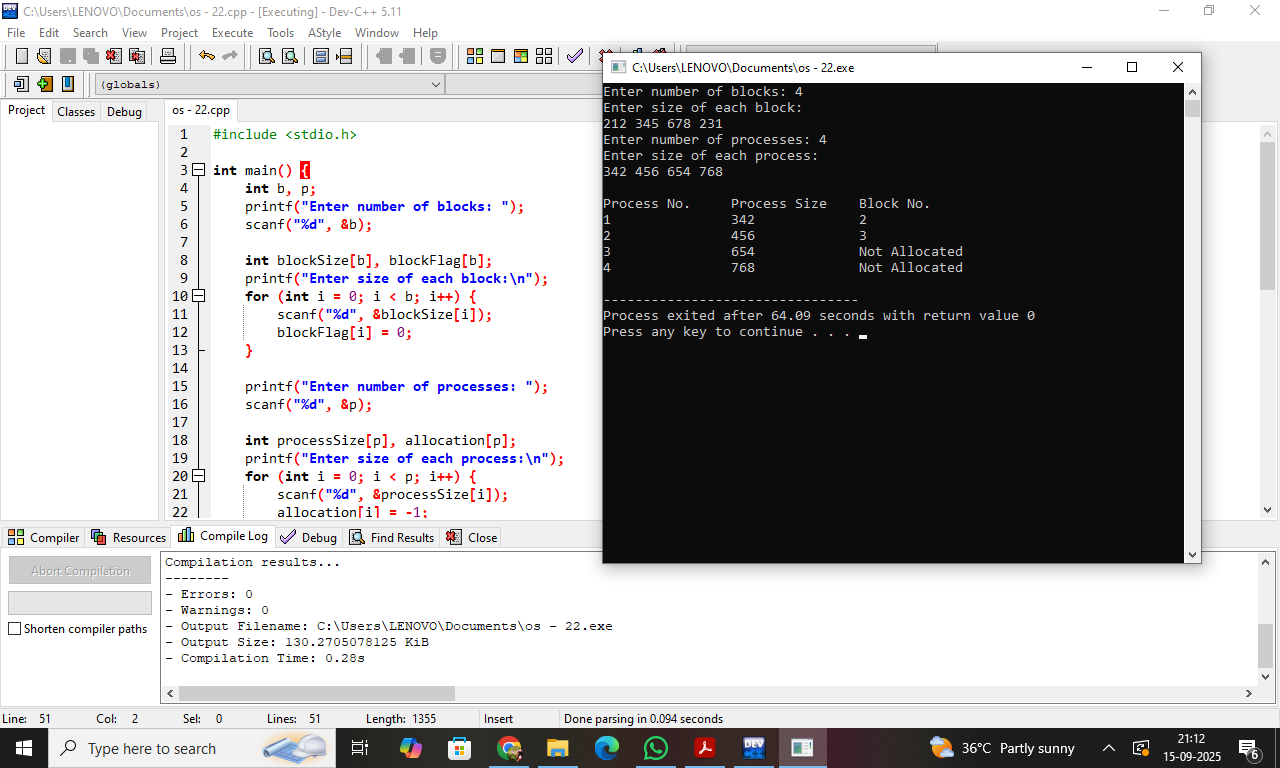 C:\Users\LENOVO\Documents\os - 22.cpp - [Executing] - Dev-C++ 5.11
File Edit Search View Project Execute Tools AStyle Window Help
(globals)
Project Classes Debug
os - 22.cpp
1 #include <stdio.h>
2
3 int main() {
4 int b, p;
5 printf("Enter number of blocks: ");
6 scanf("%d", &b);
7
8 int blockSize[b], blockFlag[b];
9 printf("Enter size of each block:\n");
10 for (int i = 0; i < b; i++) {
11 scanf("%d", &blockSize[i]);
12 blockFlag[i] = 0;
13 }
14
15 printf("Enter number of processes: ");
16 scanf("%d", &p);
17
18 int processSize[p], allocation[p];
19 printf("Enter size of each process:\n");
20 for (int i = 0; i < p; i++) {
21 scanf("%d", &processSize[i]);
22 allocation[i] = -1;
C:\Users\LENOVO\Documents\os - 22.exe
Enter number of blocks: 4
Enter size of each block:
212 345 678 231
Enter number of processes: 4
Enter size of each process:
342 456 654 768
Process No. Process Size Block No.
1 342 2
2 456 3
3 654 Not Allocated
4 768 Not Allocated
--------------------------------
Process exited after 64.09 seconds with return value 0
Press any key to continue . . .
Compiler Resources Compile Log Debug Find Results Close
Abort Compilation
Shorten compiler paths
Compilation results...
--------
- Errors: 0
- Warnings: 0
- Output Filename: C:\Users\LENOVO\Documents\os - 22.exe
- Output Size: 130.2705078125 KiB
- Compilation Time: 0.28s
Line: 51 Col: 2 Sel: 0 Lines: 51 Length: 1355 Insert Done parsing in 0.094 seconds
Type here to search
DEV
36°C Partly sunny
21:12
15-09-2025
6